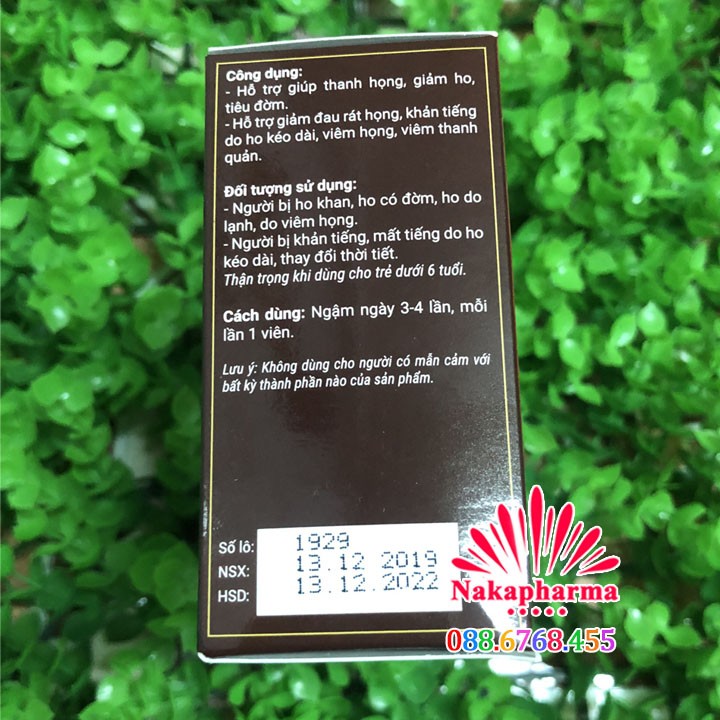 Công dụng:
- Hỗ trợ giúp thanh họng, giảm ho,
tiêu đờm.
- Hỗ trợ giảm đau rát họng, khản tiếng
do ho kéo dài, viêm họng, viêm thanh
quản.
Đối tượng sử dụng:
- Người bị ho khan, ho có đờm, ho do
lạnh, do viêm họng.
- Người bị khản tiếng, mất tiếng do ho
kéo dài, thay đổi thời tiết.
Thận trọng khi dùng cho trẻ dưới 6 tuổi.
Cách dùng: Ngậm ngày 3-4 lần, mỗi
lần 1 viên.
Lưu ý: Không dùng cho người có mẫn cảm với
bất kỳ thành phần nào của sản phẩm.
Số lô: 1929
NSX: 13.12 2019
HSD: 13.12.2022
Nakapharma
088.6768.455